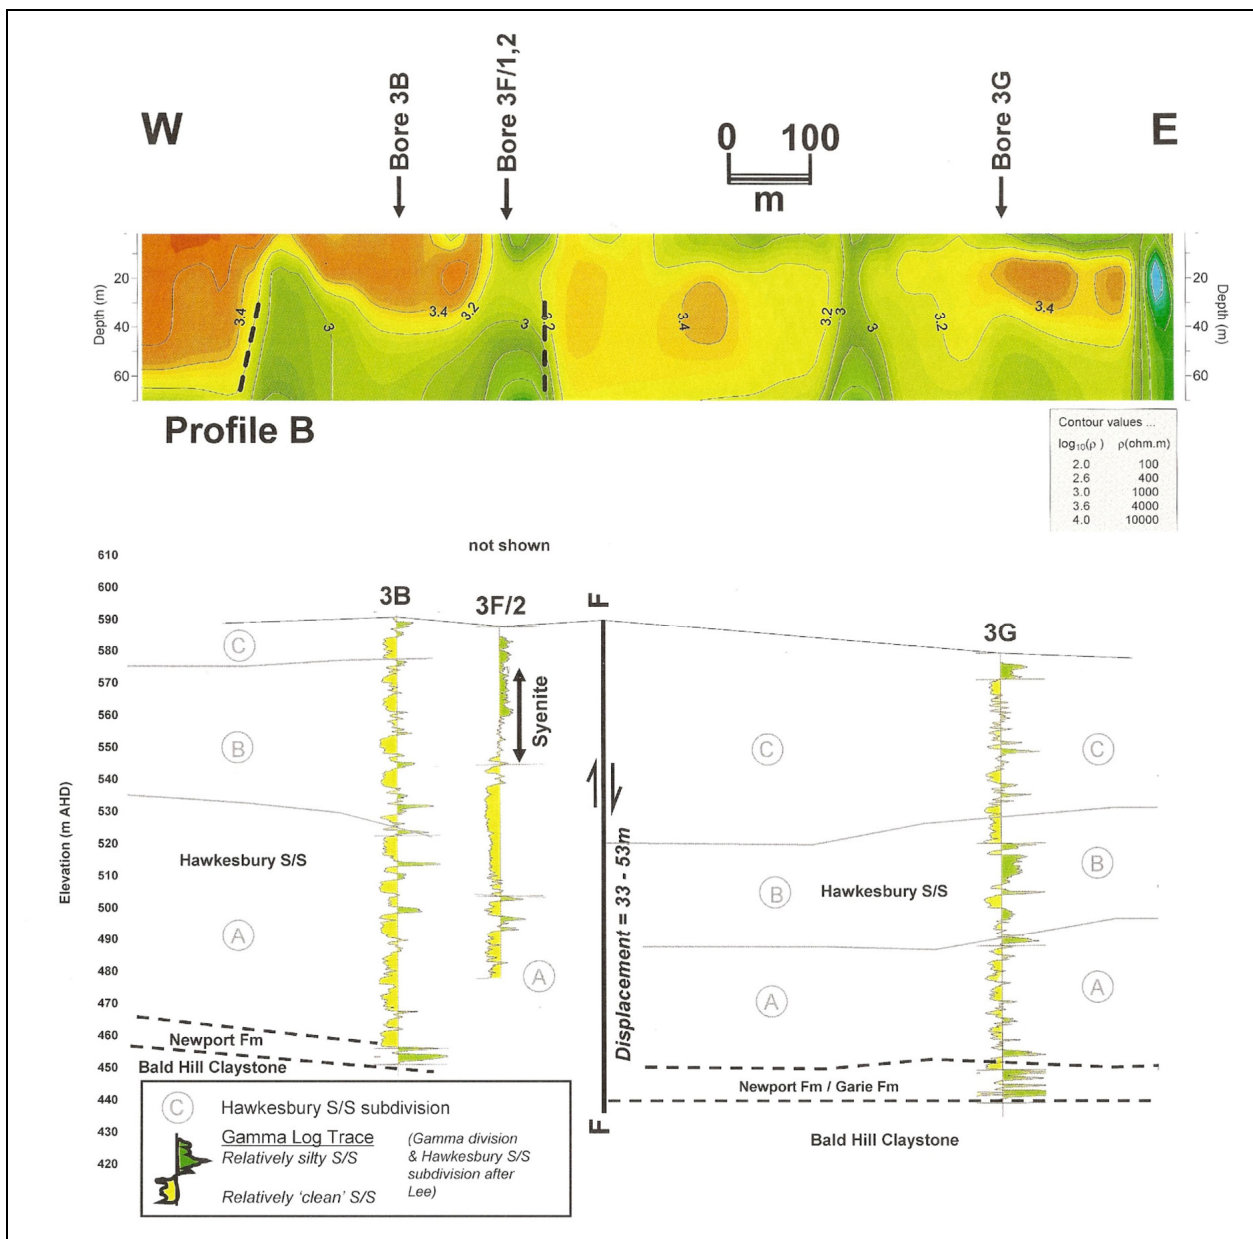 W
Bore 3B
Bore 3F/1,2
0 100
m
Bore 3G
E
Depth (m)
20
40
60
3.4
3
3.4
3.2
3
3.2
3.4
3.2
3
3
3.2
3.4
20
40
60
Depth (m)
Profile B
Contour values ...
log10(ρ ) ρ(ohm.m)
2.0 100
2.6 400
3.0 1000
3.6 4000
4.0 10000
not shown
Elevation (m AHD)
610
600
590
580
570
560
550
540
530
520
510
500
490
480
470
460
450
440
430
420
3B
3F/2
F
3G
C
B
Hawkesbury S/S
A
Syenite
A
Newport Fm
Bald Hill Claystone
Displacement = 33 - 53m
F
C
C
B
Hawkesbury S/S
B
A
A
Newport Fm / Garie Fm
Bald Hill Claystone
C Hawkesbury S/S subdivision
Gamma Log Trace
Relatively silty S/S
Relatively 'clean' S/S
(Gamma division
& Hawkesbury S/S
subdivision after
Lee)